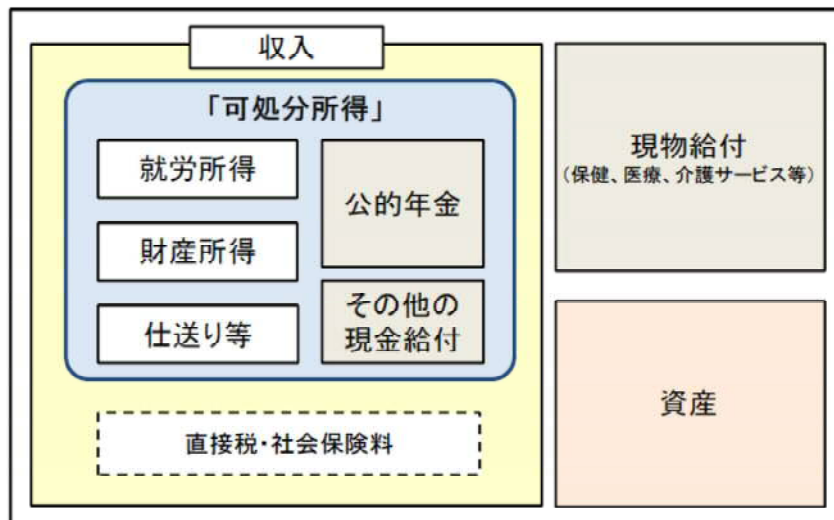 収入
「可処分所得」
就労所得
財産所得
仕送り等
公的年金
その他の
現金給付
直接税・社会保険料
現物給付
（保健、医療、介護サービス等）
資産